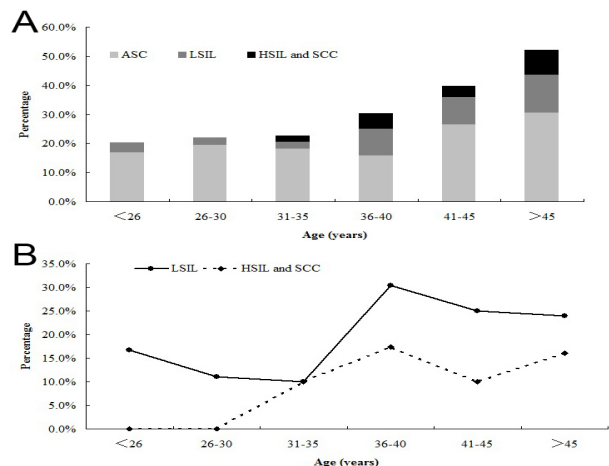 A
60.0%
50.0%
40.0%
30.0%
20.0%
10.0%
0.0%
Percentage
ASC LSIL HSIL and SCC
<26 26-30 31-35 36-40 41-45 >45
Age (years)
B
35.0%
30.0%
25.0%
20.0%
15.0%
10.0%
5.0%
0.0%
Percentage
LSIL HSIL and SCC
<26 26-30 31-35 36-40 41-45 >45
Age (years)